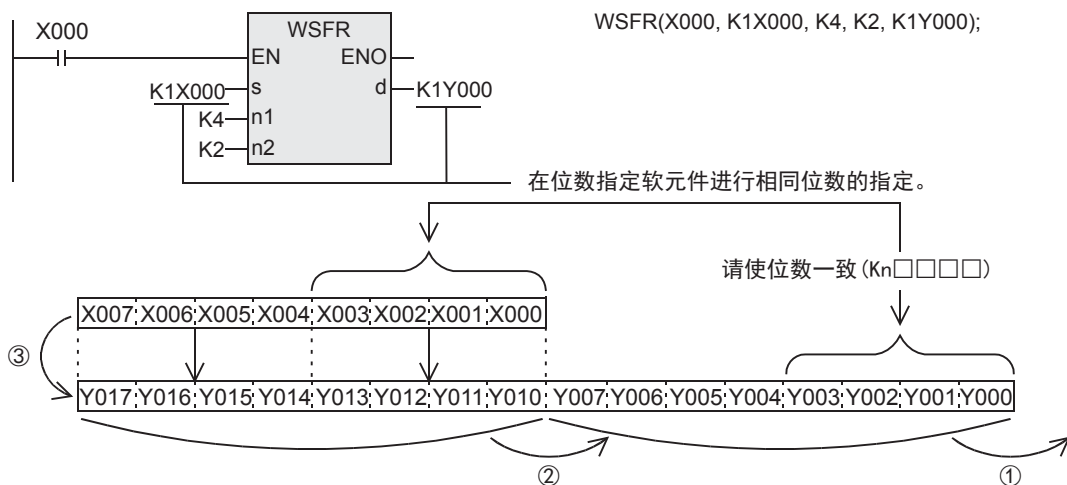 X000
WSFR
WSFR(X000, K1X000, K4, K2, K1Y000);
EN ENO
K1X000 s d K1Y000
K4 n1
K2 n2
在位数指定软元件进行相同位数的指定。
请使位数一致(Kn□□□□)
X007 X006 X005 X004 X003 X002 X001 X000
③
Y017 Y016 Y015 Y014 Y013 Y012 Y011 Y010 Y007 Y006 Y005 Y004 Y003 Y002 Y001 Y000
② ①